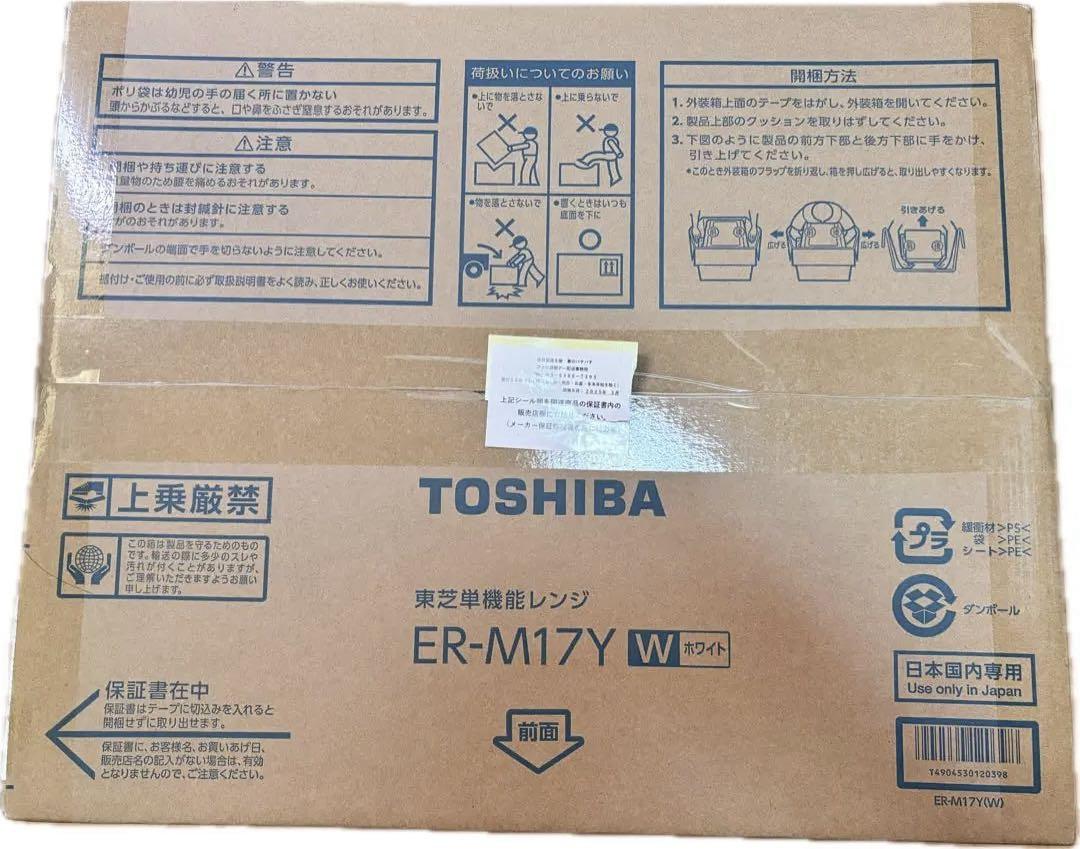 ⚠警告
ポリ袋は幼児の手の届く所に置かない
頭からかぶるなどすると、口や鼻をふさぎ窒息するおそれがあります。
⚠注意
開梱や持ち運びに注意する
量物のため腰を痛めるおそれがあります。
開梱のときは封緘針に注意する
がのおそれがあります。
ンボールの端面で手を切らないように注意してください。
据付け・ご使用の前に必ず取扱説明書をよく読み、正しくお使いください。
荷扱いについてのお願い
●上に物を落とさな
いで
●上に乗らないで
●物を落とさないで
●置くときはいつも
底面を下に
開梱方法
1. 外装箱上面のテープをはがし、外装箱を開いてください。
2. 製品上部のクッションを取りはずしてください。
3. 下図のように製品の前方下部と後方下部に手をかけ、
引き上げてください。
*このとき外装箱のフラップを折り返し、箱を押し広げると、取り出しやすくなります。
広げる
広げる
引きあげる
上記シール
の保証書内の
販売店様に
ださい。
(メーカー保証
上乗厳禁
この箱は製品を守るためのもの
です。輸送の際に多少のスレや
汚れが付くことがありますが、
ご理解いただきますようお願い
申し上げます。
TOSHIBA
東芝単機能レンジ
ER-M17Y W ホワイト
前面
保証書在中
保証書はテープに切込みを入れると
開梱せずに取り出せます。
保証書に、お客様名、お買いあげ日、
販売店名の記入がない場合は、有効
となりませんので、ご注意ください。
プラ
緩衝材>PS<
袋 >PE<
シート>PE<
ダンボール
日本国内専用
Use only in Japan
T4904530120398
ER-M17Y(W)